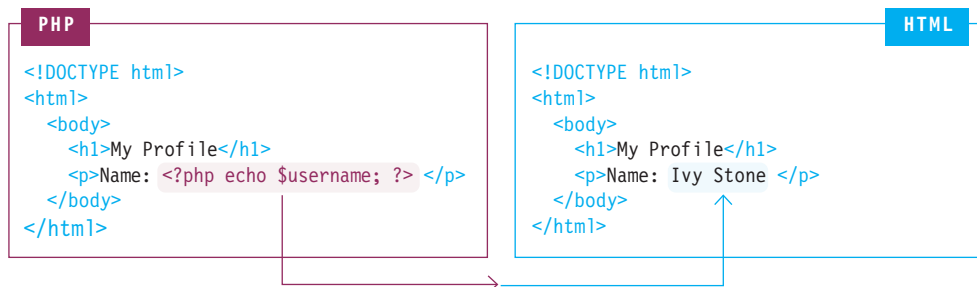 PHP
<!DOCTYPE html>
<html>
<body>
<h1>My Profile</h1>
<p>Name: <?php echo $username; ?> </p>
</body>
</html>
HTML
<!DOCTYPE html>
<html>
<body>
<h1>My Profile</h1>
<p>Name: Ivy Stone </p>
</body>
</html>